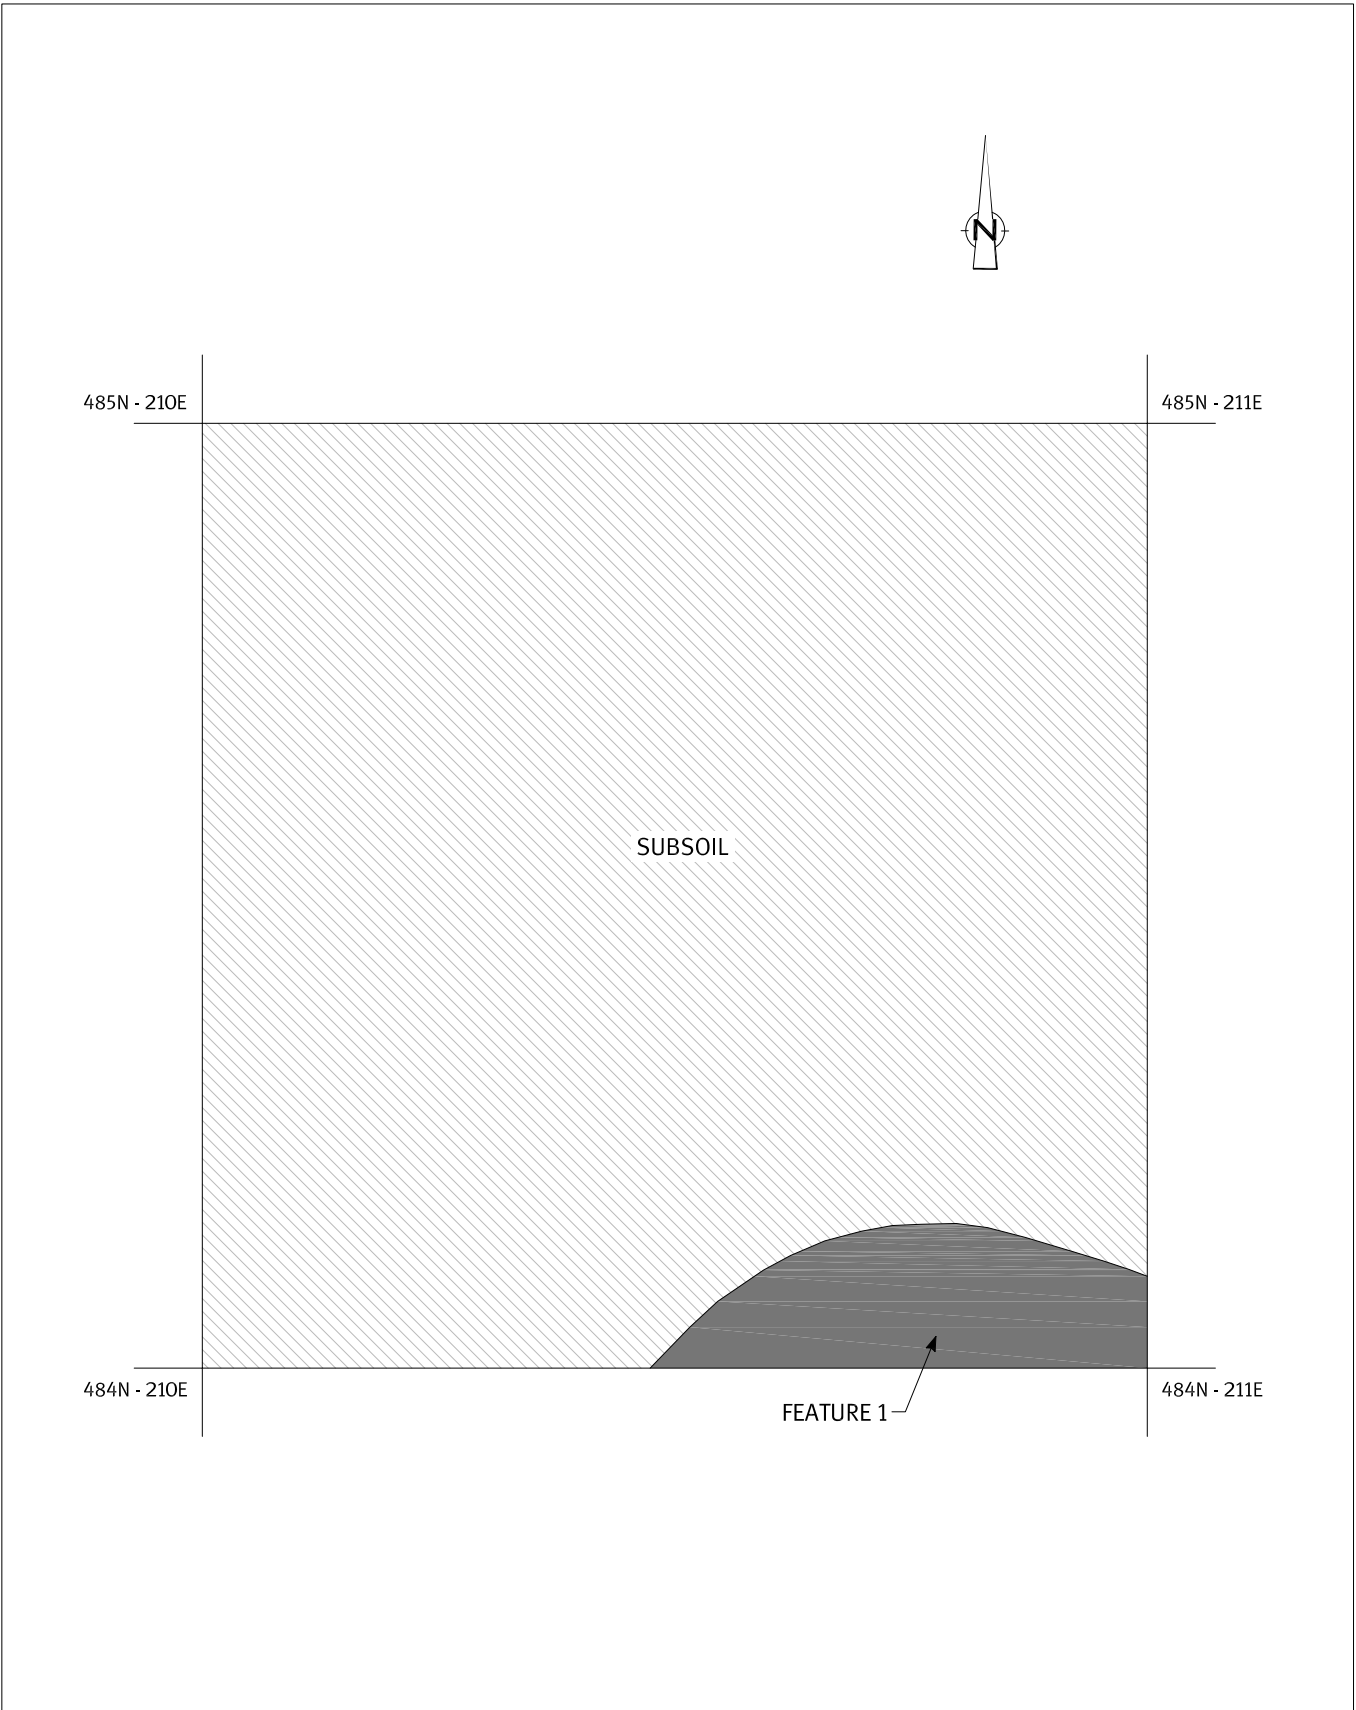 N
485N - 210E
485N - 211E
SUBSOIL
484N - 210E
484N - 211E
FEATURE 1